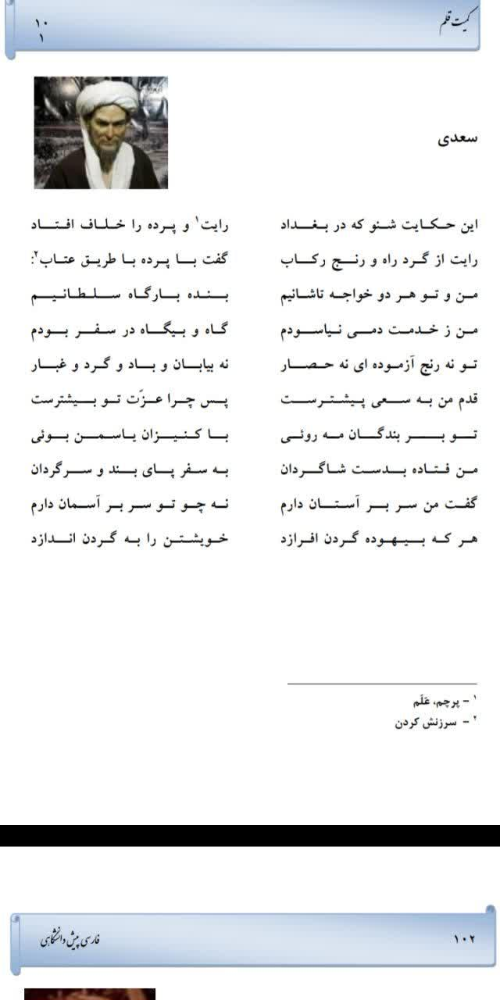 کمیت قلم
۱۰
۱
سعدی
این حکایت شنو که در بغداد رایت۱ و پرده را خلاف افتاد
رایت از گرد راه و رنج رکاب گفت با پرده با طریق عتاب۲:
من و تو هر دو خواجه تاشانیم بنده بارگاه سلطانیم
من ز خدمت دمی نیاسودم گاه و بیگاه در سفر بودم
تو نه رنج آزموده ای نه حصار نه بیابان و باد و گرد و غبار
قدم من به سعی پیشترست پس چرا عزّت تو بیشترست
تو بر بندگان مه روئی با کنیزان یاسمن بوئی
من فتاده بدست شاگردان به سفر پای بند و سرگردان
گفت من سر بر آستان دارم نه چو تو سر بر آسمان دارم
هر که بیهوده گردن افرازد خویشتن را به گردن اندازد
۱ - پرچم، عَلَم
۲ - سرزنش کردن
فارسی پیش دانشگاهی ۱۰۲